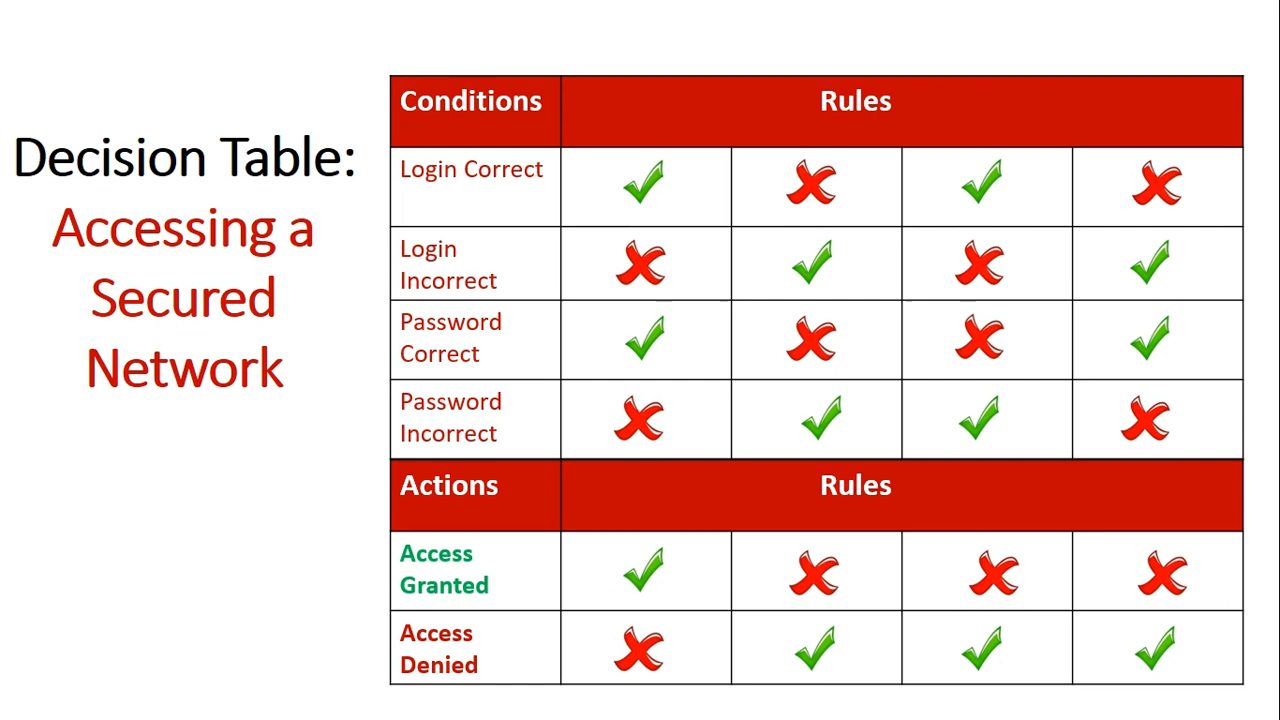 Decision Table:
Accessing a
Secured
Network
Conditions Rules
Login Correct
Login
Incorrect
Password
Correct
Password
Incorrect
Actions Rules
Access
Granted
Access
Denied